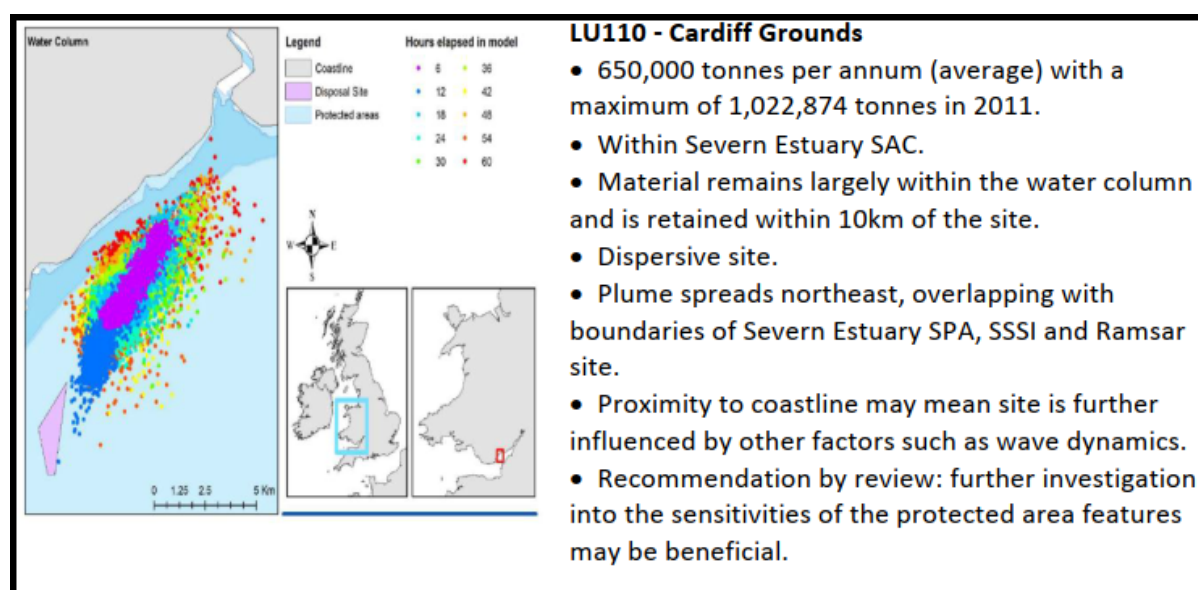 Water Column
Legend
Coastline
Disposal Site
Protected areas
Hours elapsed in model
6 36
12 42
18 48
24 54
30 60
N
W E
S
0 1.25 2.5 5 Km
LU110 - Cardiff Grounds
• 650,000 tonnes per annum (average) with a
maximum of 1,022,874 tonnes in 2011.
• Within Severn Estuary SAC.
• Material remains largely within the water column
and is retained within 10km of the site.
• Dispersive site.
• Plume spreads northeast, overlapping with
boundaries of Severn Estuary SPA, SSSI and Ramsar
site.
• Proximity to coastline may mean site is further
influenced by other factors such as wave dynamics.
• Recommendation by review: further investigation
into the sensitivities of the protected area features
may be beneficial.